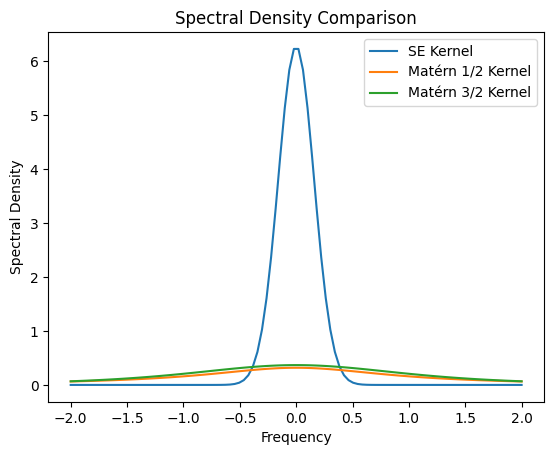 Spectral Density Comparison
SE Kernel
Matérn 1/2 Kernel
Matérn 3/2 Kernel
Spectral Density
6
5
4
3
2
1
0
−2.0 −1.5 −1.0 −0.5 0.0 0.5 1.0 1.5 2.0
Frequency